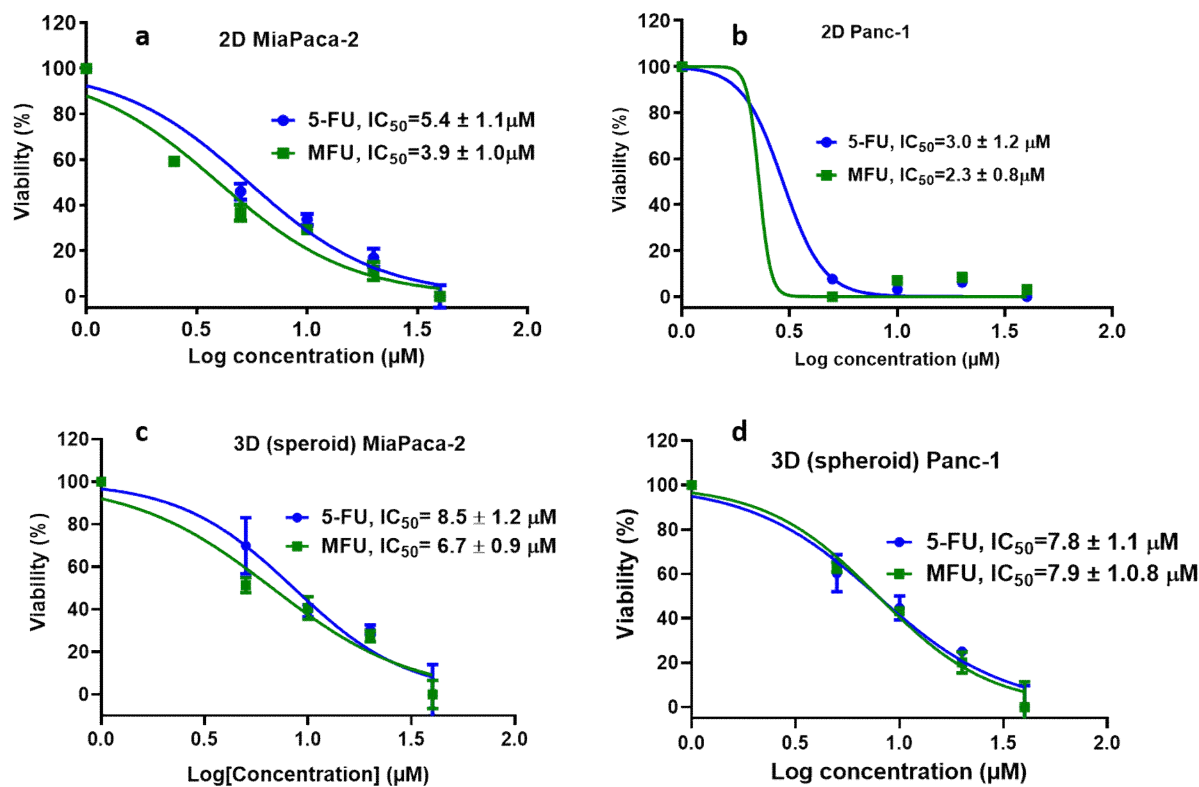 a
2D MiaPaca-2
120
100
80
60
40
20
0
Viability (%)
5-FU, IC50=5.4 ± 1.1µM
MFU, IC50=3.9 ± 1.0µM
0.0
0.5
1.0
1.5
2.0
Log concentration (µM)
b
2D Panc-1
120
100
80
60
40
20
0
Viability (%)
5-FU, IC50=3.0 ± 1.2 µM
MFU, IC50=2.3 ± 0.8µM
0.0
0.5
1.0
1.5
2.0
Log concentration (µM)
c
3D (speroid) MiaPaca-2
120
100
80
60
40
20
0
Viability (%)
5-FU, IC50= 8.5 ± 1.2 µM
MFU, IC50= 6.7 ± 0.9 µM
0.0
0.5
1.0
1.5
2.0
Log[Concentration] (µM)
d
3D (spheroid) Panc-1
120
100
80
60
40
20
0
Viability (%)
5-FU, IC50=7.8 ± 1.1 µM
MFU, IC50=7.9 ± 1.0.8 µM
0.0
0.5
1.0
1.5
2.0
Log concentration (µM)